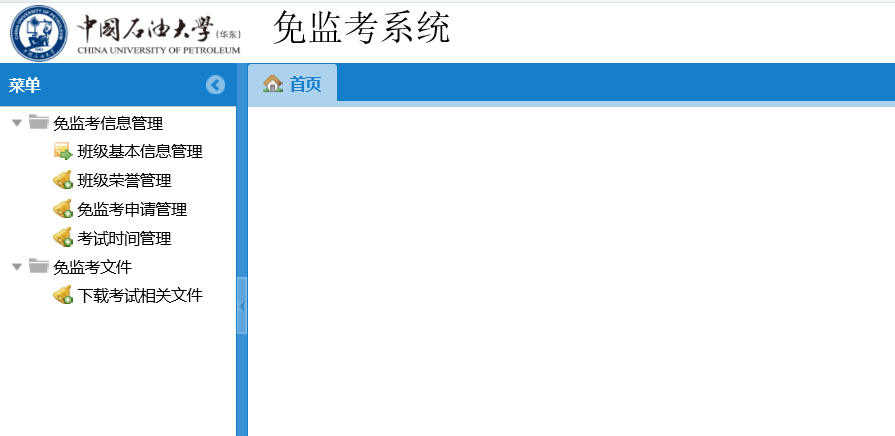 中国石油大学(华东)
CHINA UNIVERSITY OF PETROLEUM
免监考系统
菜单
首页
免监考信息管理
班级基本信息管理
班级荣誉管理
免监考申请管理
考试时间管理
免监考文件
下载考试相关文件